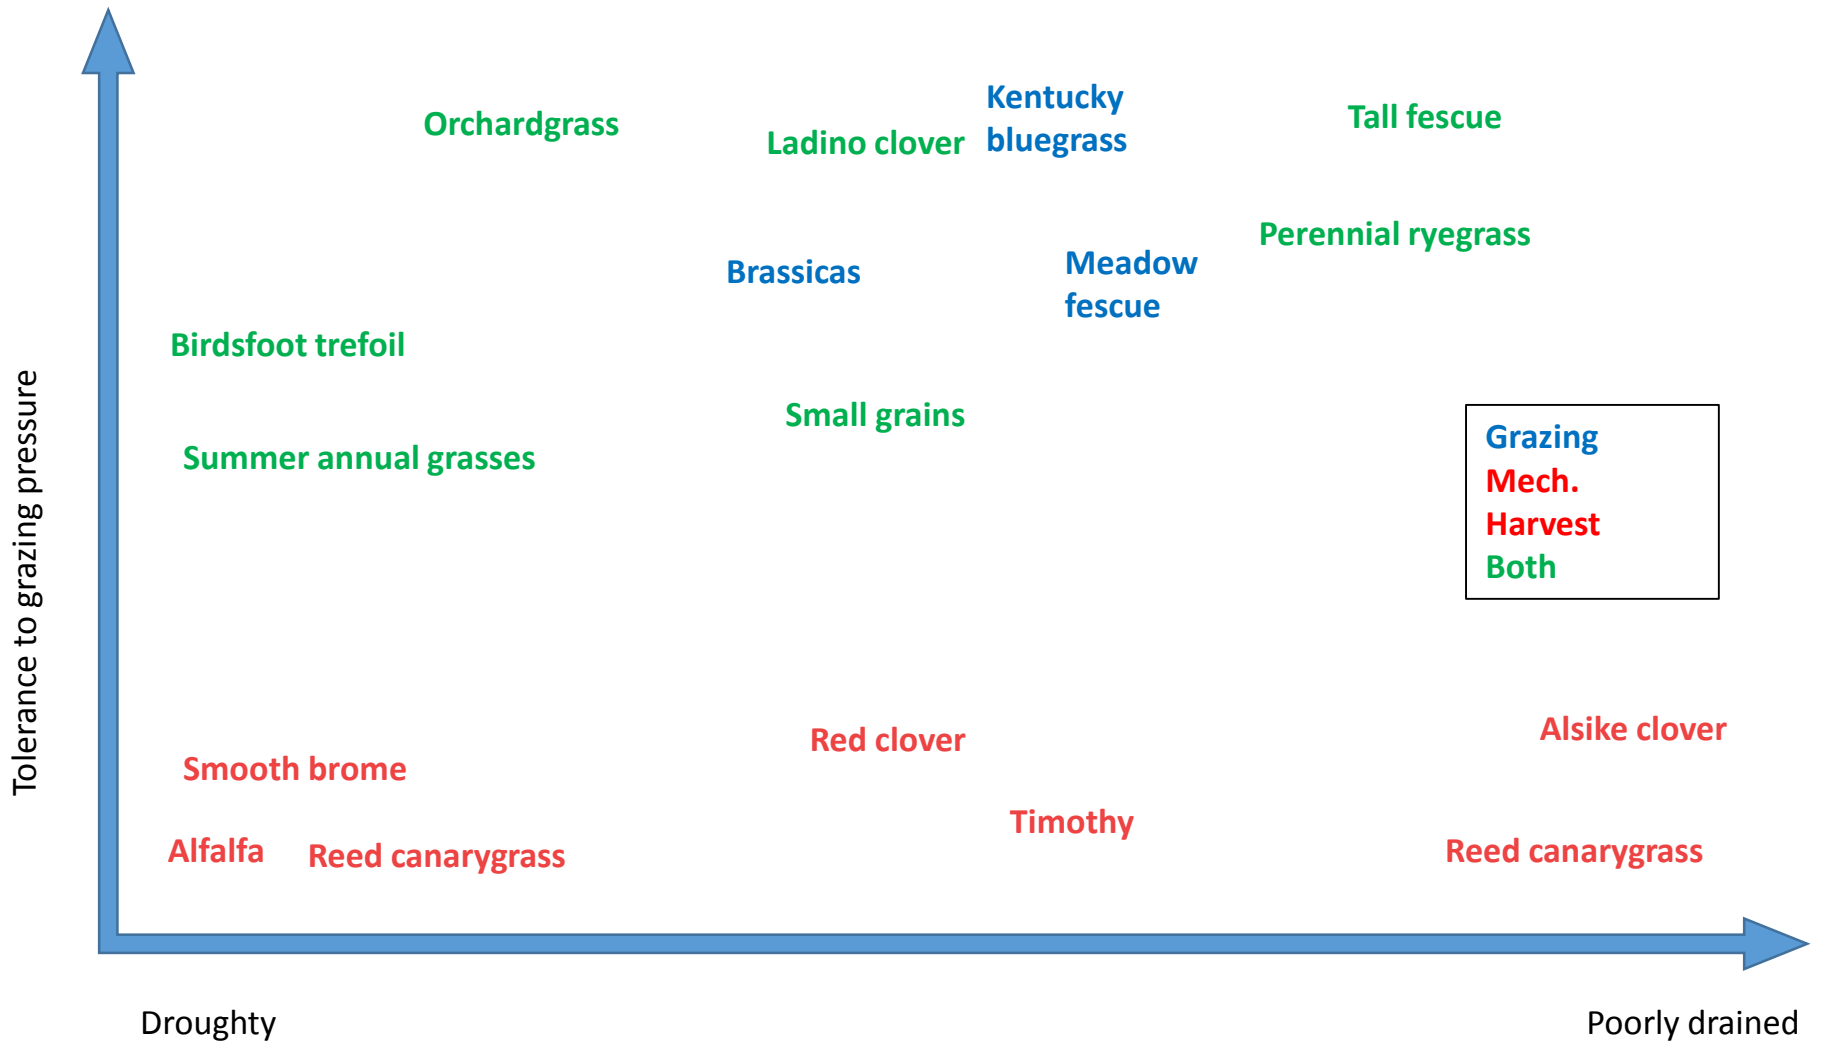 Kentucky
bluegrass
Tall fescue
Orchardgrass
Ladino clover
Perennial ryegrass
Brassicas
Meadow
fescue
Birdsfoot trefoil
Small grains
Summer annual grasses
Grazing
Mech.
Harvest
Both
Tolerance to grazing pressure
Alsike clover
Red clover
Smooth brome
Timothy
Alfalfa
Reed canarygrass
Reed canarygrass
Droughty
Poorly drained